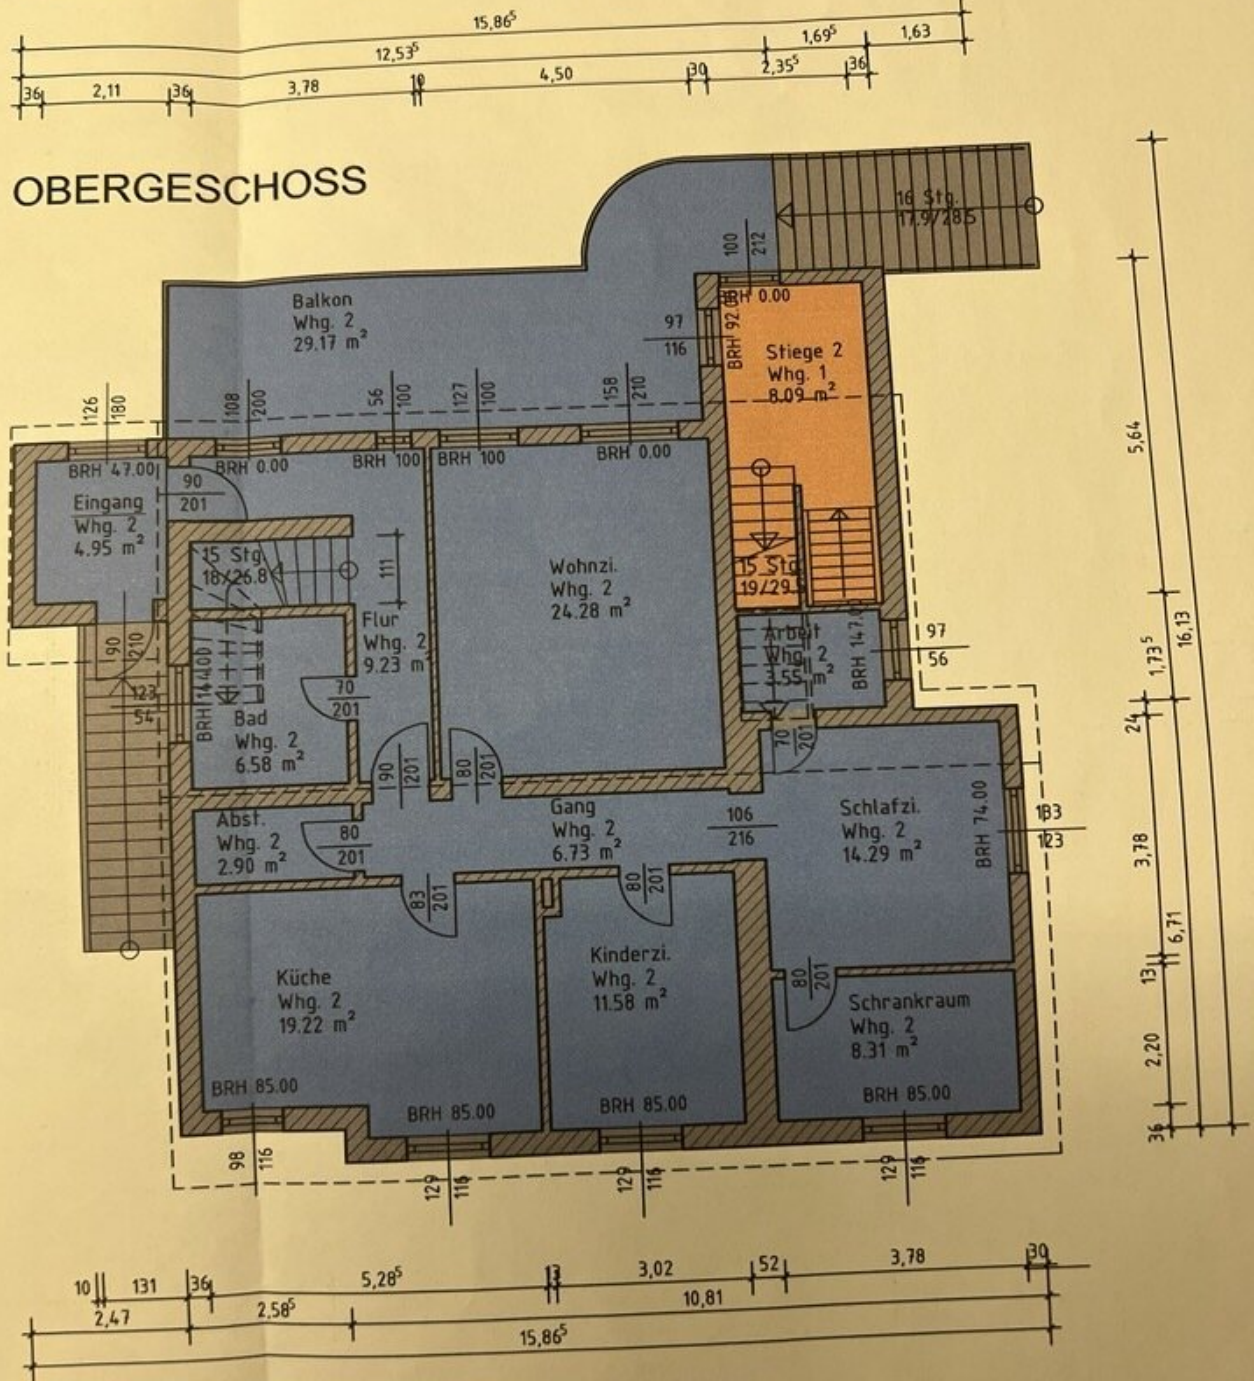 15,86⁵
12,53⁵
1,69⁵
1,63
36
2,11
36
3,78
10
4,50
30
2,35⁵
36
OBERGESCHOSS
16 Stg.
17.9/28.5
100
212
BRH 0.00
Balkon
Whg. 2
29.17 m²
97
116
BRH 92.00
Stiege 2
Whg. 1
8.09 m²
126
180
108
200
56
100
127
100
158
210
BRH 47.00
BRH 0.00
BRH 100
BRH 100
BRH 0.00
90
201
Eingang
Whg. 2
4.95 m²
15 Stg.
18/26.8
111
Wohnzi.
Whg. 2
24.28 m²
15 Stg.
Flur
Whg. 2
9.23 m
Arbeit
Whg. 2
3.55 m²
BRH 147.00
97
56
90
210
123
54
BRH 144.00
Bad
Whg. 2
6.58 m²
70
201
90
201
80
201
70
201
Abst.
Whg. 2
2.90 m²
80
201
Gang
Whg. 2
6.73 m²
106
216
Schlafzi.
Whg. 2
14.29 m²
BRH 74.00
123
83
201
80
201
Küche
Whg. 2
19.22 m²
Kinderzi.
Whg. 2
11.58 m²
80
201
Schrankraum
Whg. 2
8.31 m²
BRH 85.00
BRH 85.00
BRH 85.00
BRH 85.00
98
116
129
116
129
116
129
116
5,64
1,73⁵
16,13
24
3,78
6,71
13
2,20
36
10
131
36
5,28⁵
13
3,02
52
3,78
30
2,47
2,58⁵
10,81
15,86⁵